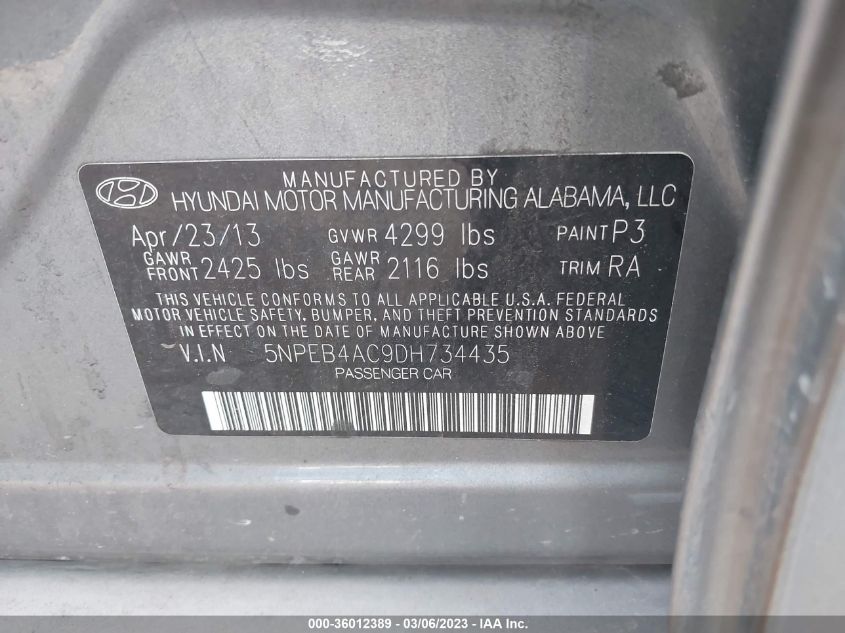 MANUFACTURED BY
HYUNDAI MOTOR MANUFACTURING ALABAMA, LLC
Apr/23/13 GVWR 4299 lbs PAINT P3
GAWR FRONT 2425 lbs GAWR REAR 2116 lbs TRIM RA
THIS VEHICLE CONFORMS TO ALL APPLICABLE U.S.A. FEDERAL
MOTOR VEHICLE SAFETY, BUMPER, AND THEFT PREVENTION STANDARDS
IN EFFECT ON THE DATE OF MANUFACTURE SHOWN ABOVE
V.I.N 5NPEB4AC9DH734435
PASSENGER CAR
000-36012389 - 03/06/2023 - IAA Inc.